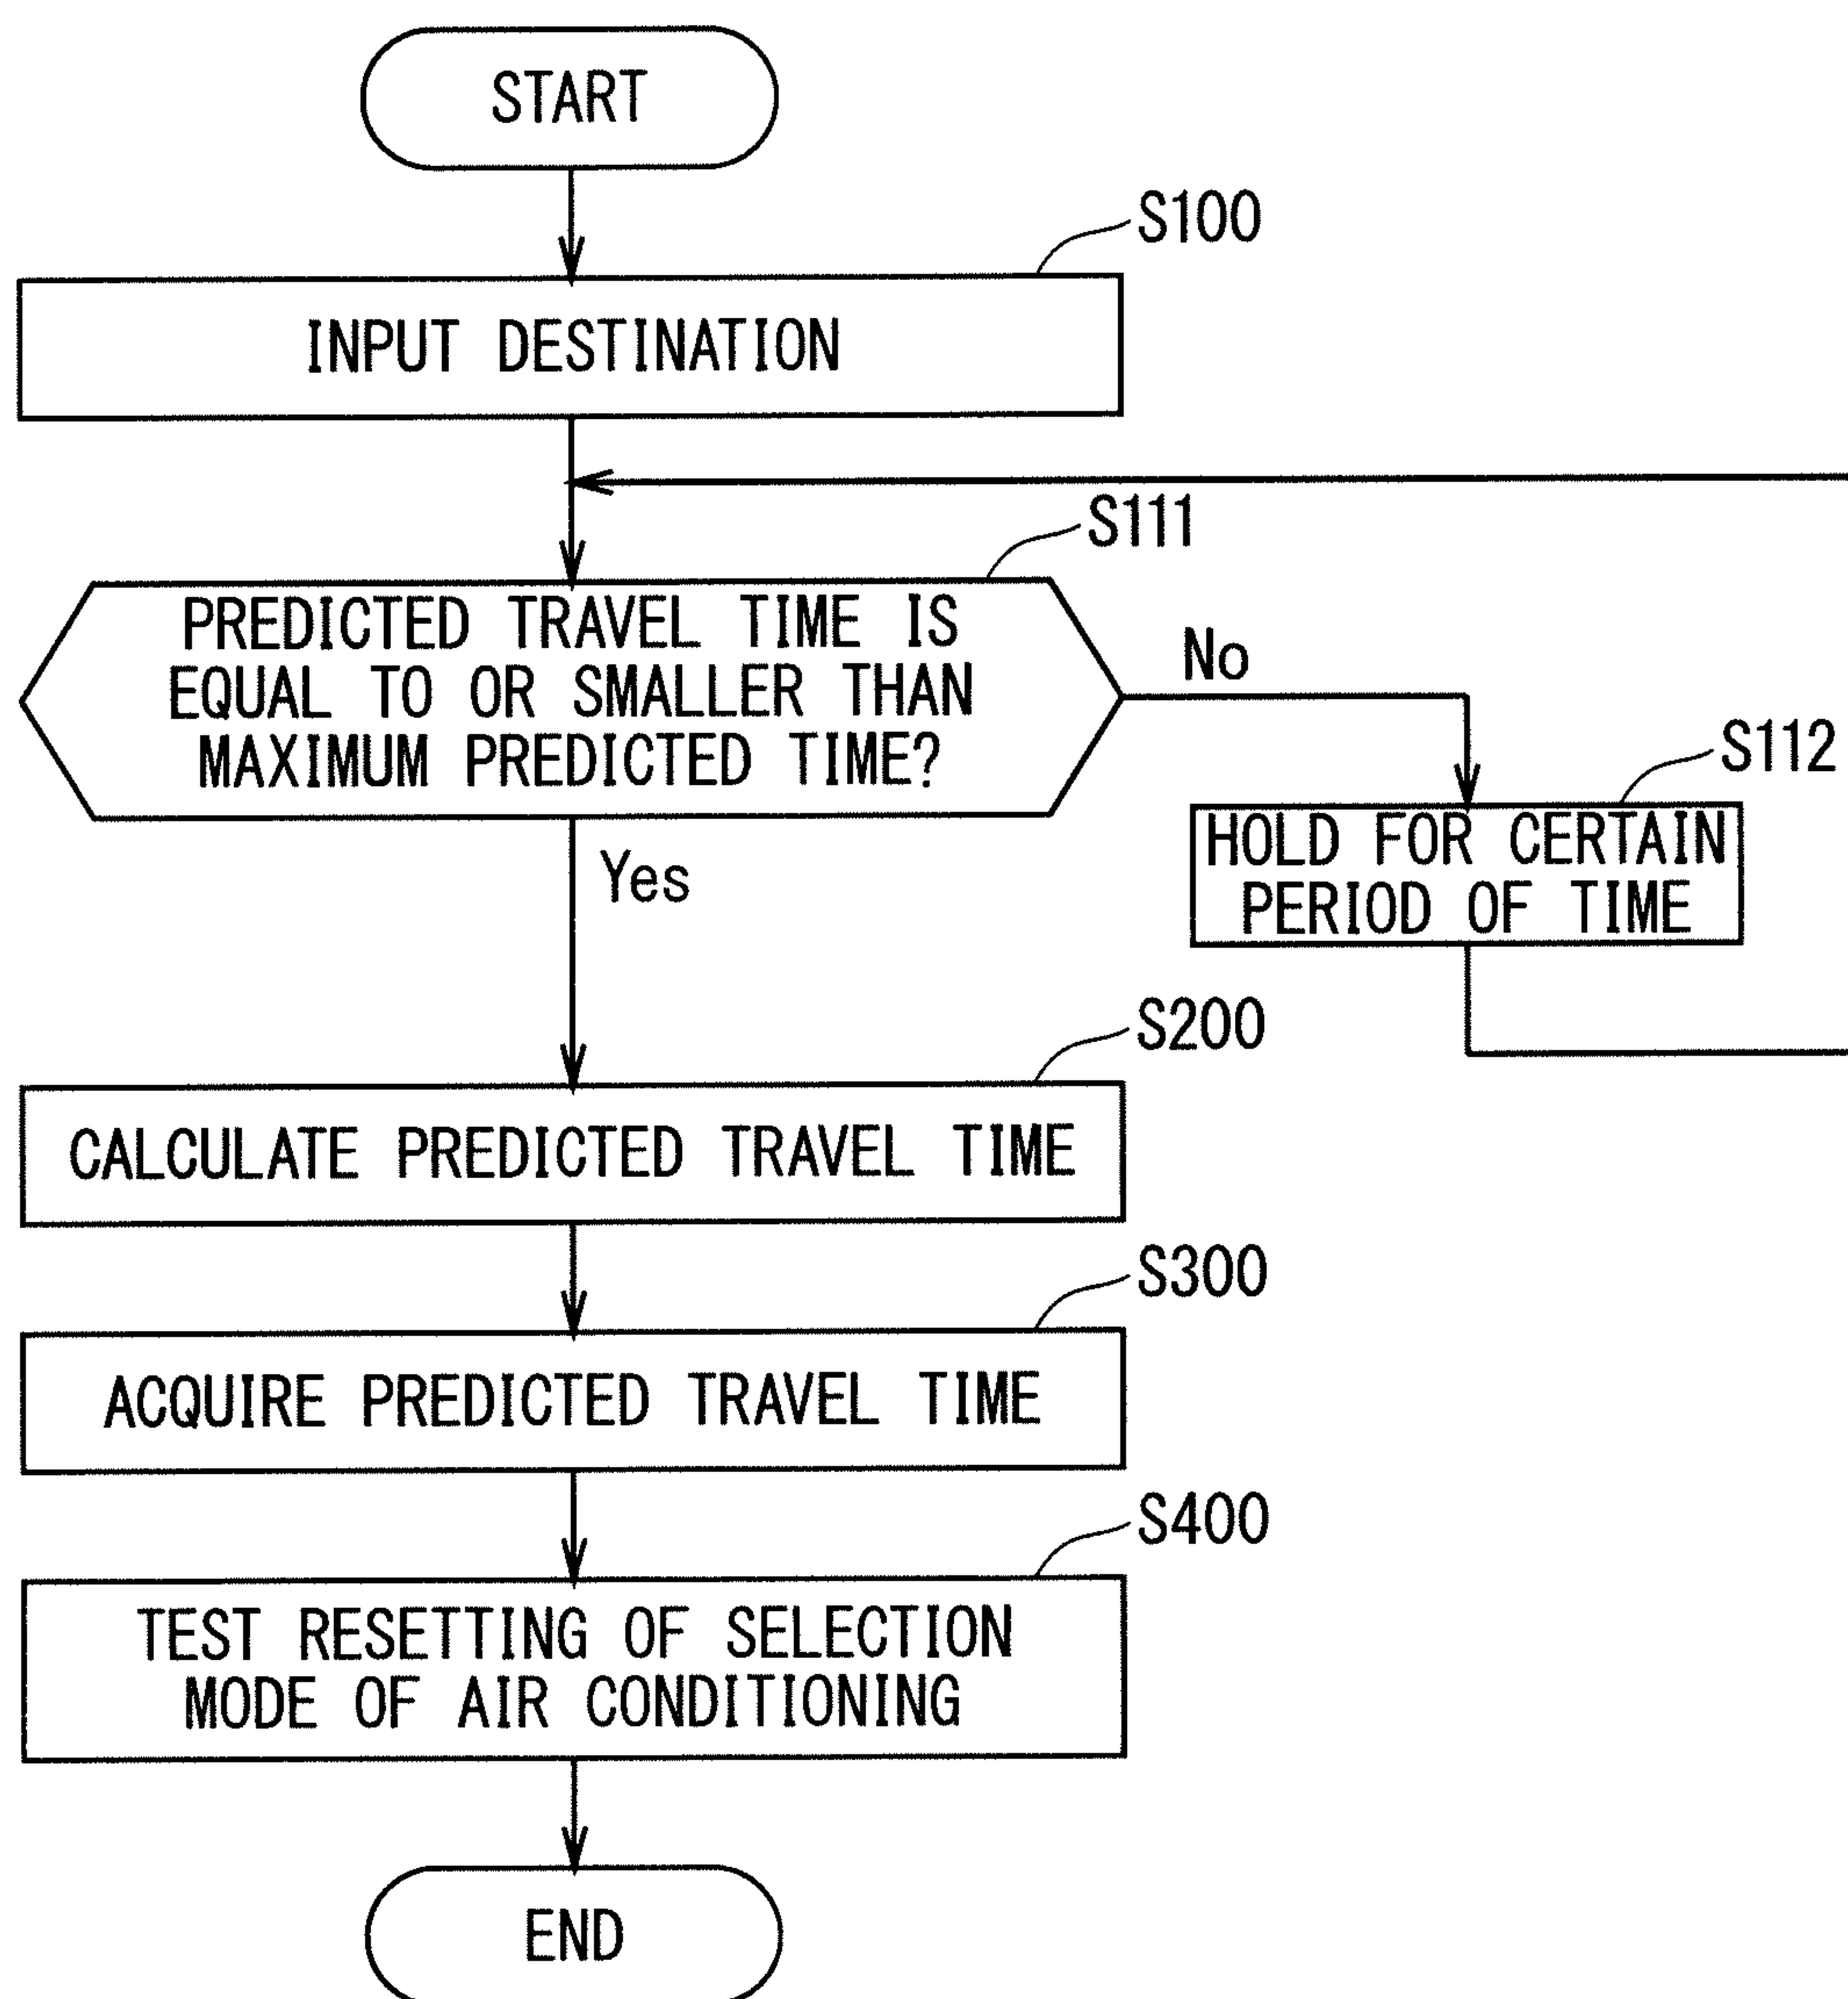 START
S100
INPUT DESTINATION
S111
PREDICTED TRAVEL TIME IS
EQUAL TO OR SMALLER THAN
MAXIMUM PREDICTED TIME?
No
S112
HOLD FOR CERTAIN
PERIOD OF TIME
Yes
S200
CALCULATE PREDICTED TRAVEL TIME
S300
ACQUIRE PREDICTED TRAVEL TIME
S400
TEST RESETTING OF SELECTION
MODE OF AIR CONDITIONING
END